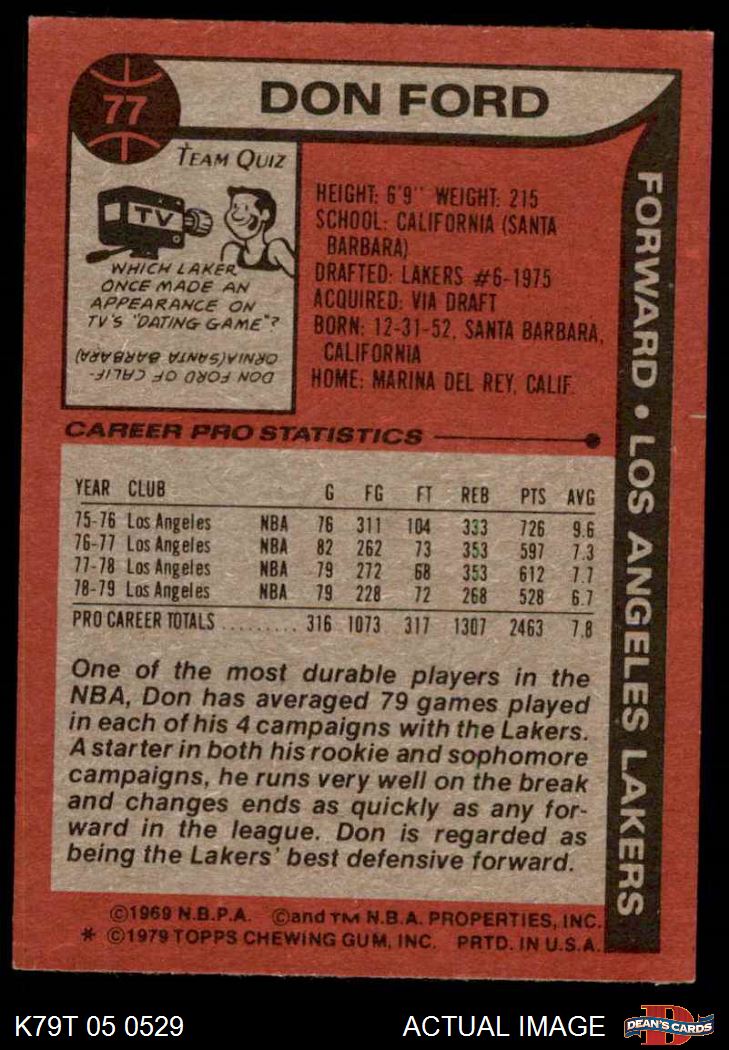 77
DON FORD
TEAM QUIZ
TV
WHICH LAKER
ONCE MADE AN
APPEARANCE ON
TV'S "DATING GAME"?
DON FORD OF CALIF-
ORNIA(SANTA BARBARA)
HEIGHT: 6'9" WEIGHT: 215
SCHOOL: CALIFORNIA (SANTA
BARBARA)
DRAFTED: LAKERS #6-1975
ACQUIRED: VIA DRAFT
BORN: 12-31-52, SANTA BARBARA,
CALIFORNIA
HOME: MARINA DEL REY, CALIF.
FORWARD • LOS ANGELES LAKERS
CAREER PRO STATISTICS
YEAR CLUB G FG FT REB PTS AVG
75-76 Los Angeles NBA 76 311 104 333 726 9.6
76-77 Los Angeles NBA 82 262 73 353 597 7.3
77-78 Los Angeles NBA 79 272 68 353 612 7.7
78-79 Los Angeles NBA 79 228 72 268 528 6.7
PRO CAREER TOTALS ......... 316 1073 317 1307 2463 7.8
One of the most durable players in the
NBA, Don has averaged 79 games played
in each of his 4 campaigns with the Lakers.
A starter in both his rookie and sophomore
campaigns, he runs very well on the break
and changes ends as quickly as any for-
ward in the league. Don is regarded as
being the Lakers' best defensive forward.
©1969 N.B.P.A. ©and TM N.B.A. PROPERTIES, INC.
* ©1979 TOPPS CHEWING GUM, INC. PRTD. IN U.S.A.
K79T 05 0529
ACTUAL IMAGE
D
DEAN'S CARDS